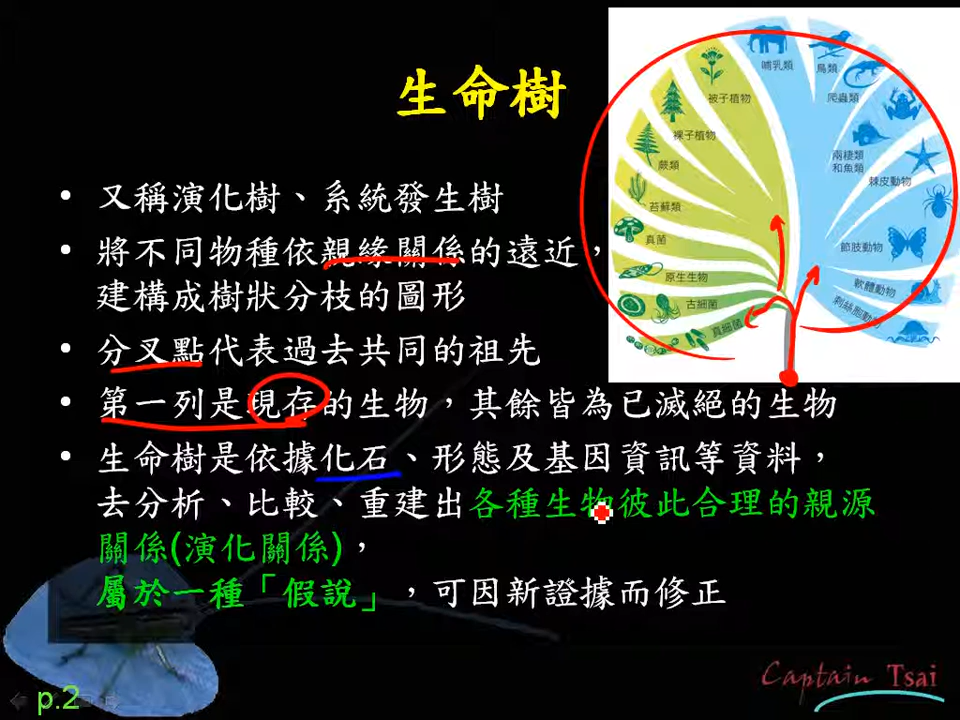 生命樹
• 又稱演化樹、系統發生樹
• 將不同物種依親緣關係的遠近，
建構成樹狀分枝的圖形
• 分叉點代表過去共同的祖先
• 第一列是現存的生物，其餘皆為已滅絕的生物
• 生命樹是依據化石、形態及基因資訊等資料，
去分析、比較、重建出各種生物彼此合理的親源
關係(演化關係)，
屬於一種「假說」，可因新證據而修正
哺乳類
鳥類
爬蟲類
兩棲類
和魚類
棘皮動物
節肢動物
軟體動物
刺絲胞動物
被子植物
裸子植物
蕨類
苔蘚類
真菌
原生生物
古細菌
真細菌
p.2
Captain Tsai